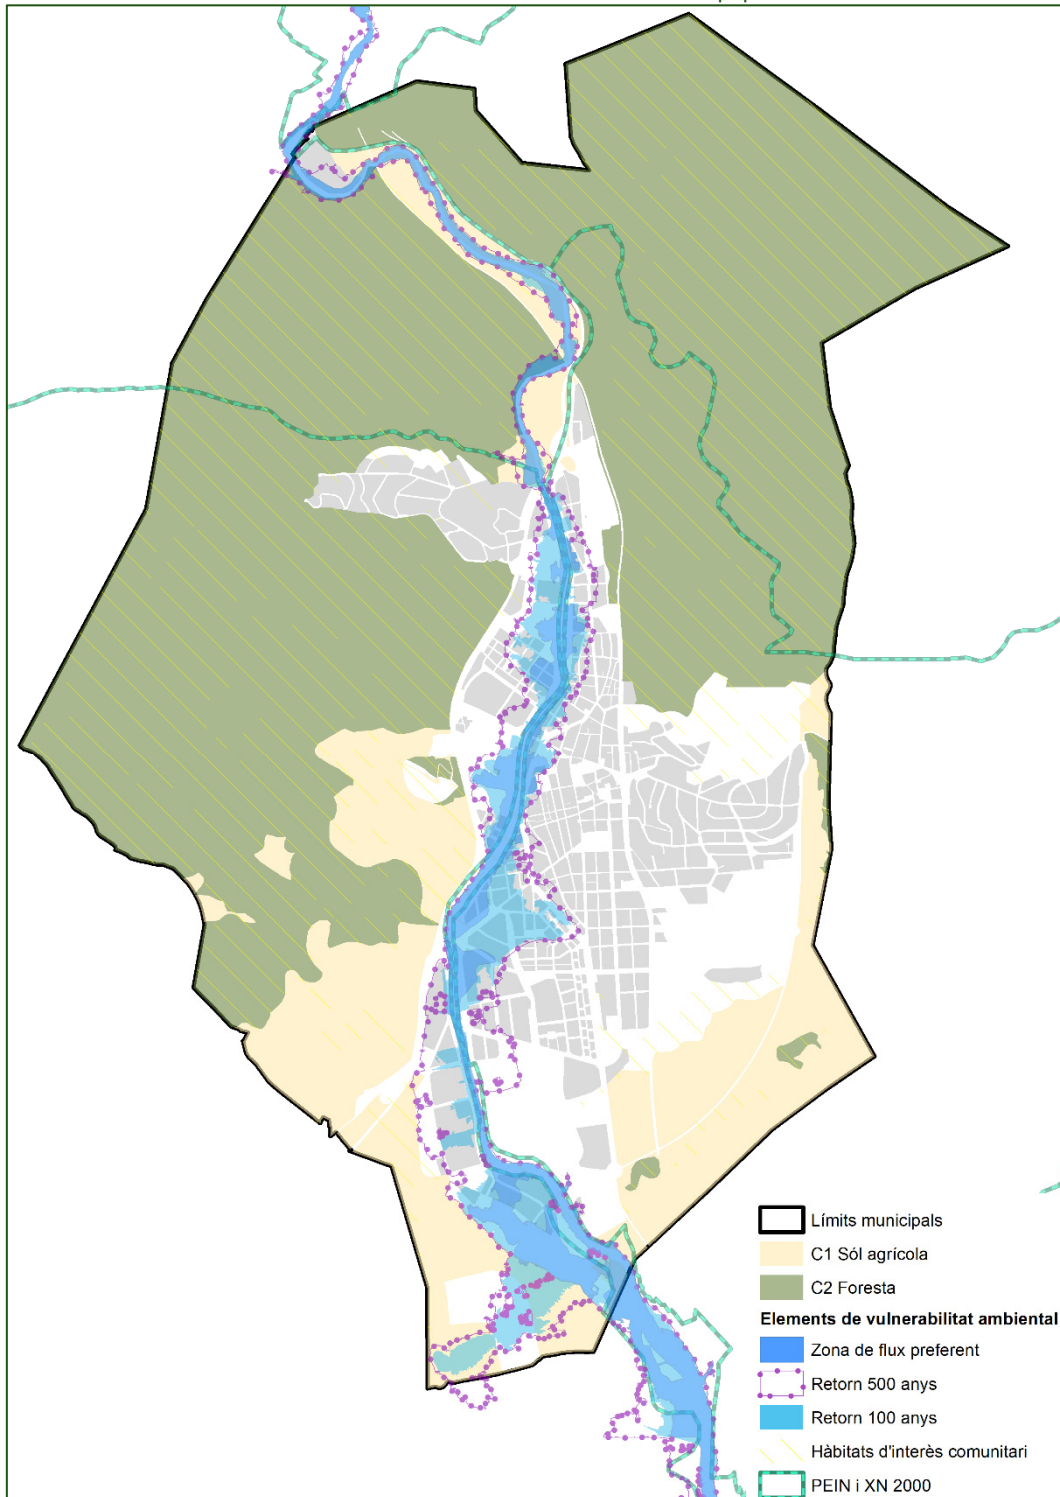 Límits municipals
C1 Sól agrícola
C2 Foresta
Elements de vulnerabilitat ambiental
Zona de flux preferent
Retorn 500 anys
Retorn 100 anys
Hàbitats d'interès comunitari
PEIN i XN 2000